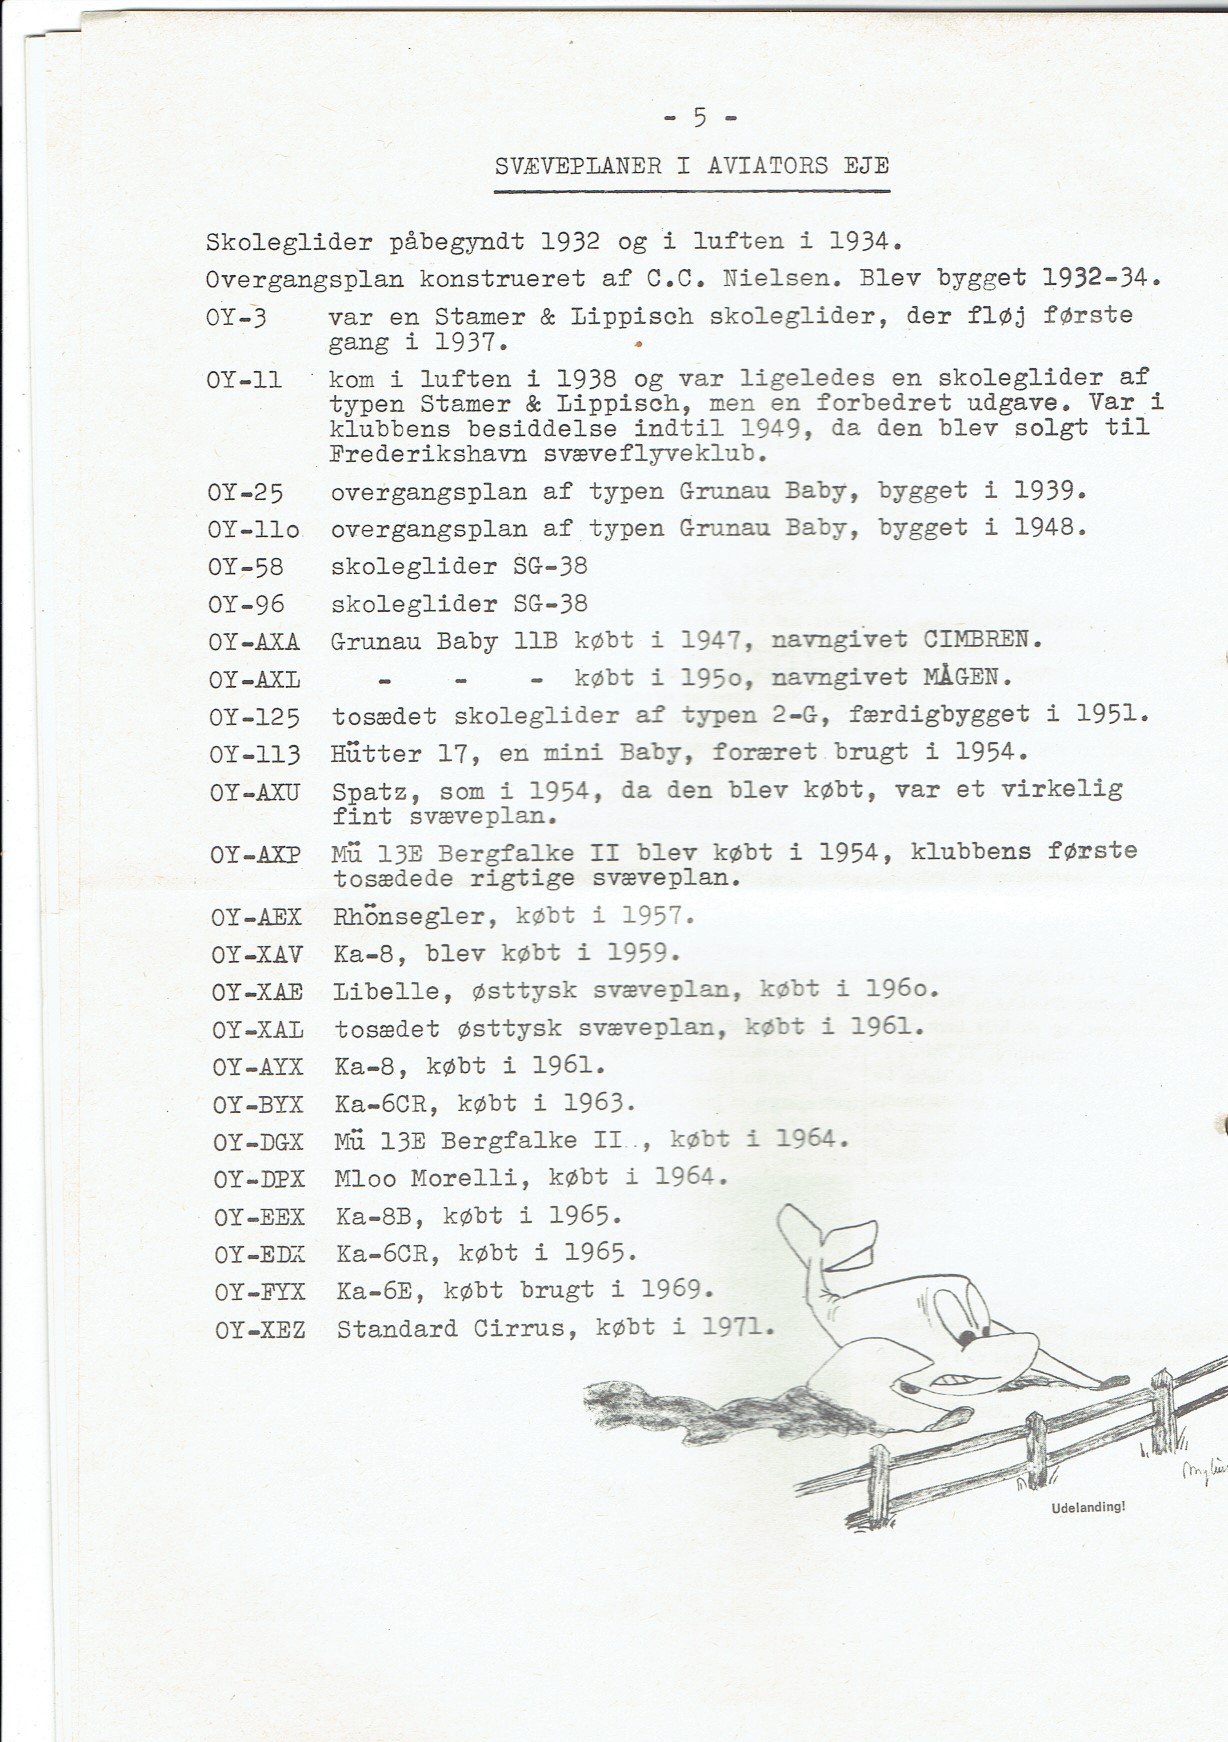 - 5 -
SVÆVEPLANER I AVIATORS EJE
Skoleglider påbegyndt 1932 og i luften i 1934.
Overgangsplan konstrueret af C.C. Nielsen. Blev bygget 1932-34.
OY-3 var en Stamer & Lippisch skoleglider, der fløj første
gang i 1937.
OY-11 kom i luften i 1938 og var ligeledes en skoleglider af
typen Stamer & Lippisch, men en forbedret udgave. Var i
klubbens besiddelse indtil 1949, da den blev solgt til
Frederikshavn svæveflyveklub.
OY-25 overgangsplan af typen Grunau Baby, bygget i 1939.
OY-11o overgangsplan af typen Grunau Baby, bygget i 1948.
OY-58 skoleglider SG-38
OY-96 skoleglider SG-38
OY-AXA Grunau Baby 11B købt i 1947, navngivet CIMBREN.
OY-AXL - - - købt i 195o, navngivet MÅGEN.
OY-125 tosædet skoleglider af typen 2-G, færdigbygget i 1951.
OY-113 Hütter 17, en mini Baby, foræret brugt i 1954.
OY-AXU Spatz, som i 1954, da den blev købt, var et virkelig
fint svæveplan.
OY-AXP Mü 13E Bergfalke II blev købt i 1954, klubbens første
tosædede rigtige svæveplan.
OY-AEX Rhönsegler, købt i 1957.
OY-XAV Ka-8, blev købt i 1959.
OY-XAE Libelle, østtysk svæveplan, købt i 196o.
OY-XAL tosædet østtysk svæveplan, købt i 1961.
OY-AYX Ka-8, købt i 1961.
OY-BYX Ka-6CR, købt i 1963.
OY-DGX Mü 13E Bergfalke II , købt i 1964.
OY-DPX M1oo Morelli, købt i 1964.
OY-EEX Ka-8B, købt i 1965.
OY-EDX Ka-6CR, købt i 1965.
OY-FYX Ka-6E, købt brugt i 1969.
OY-XEZ Standard Cirrus, købt i 1971.
Udelanding!